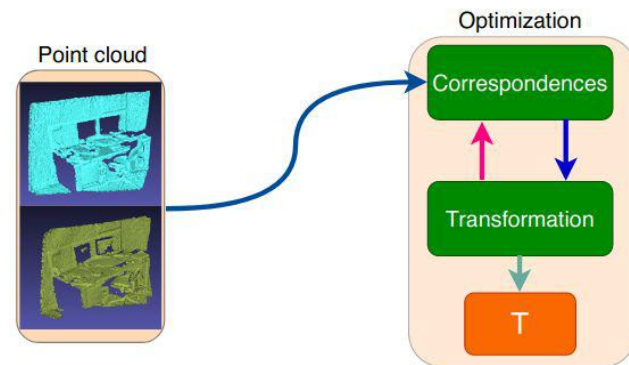 Point cloud
Optimization
Correspondences
Transformation
T